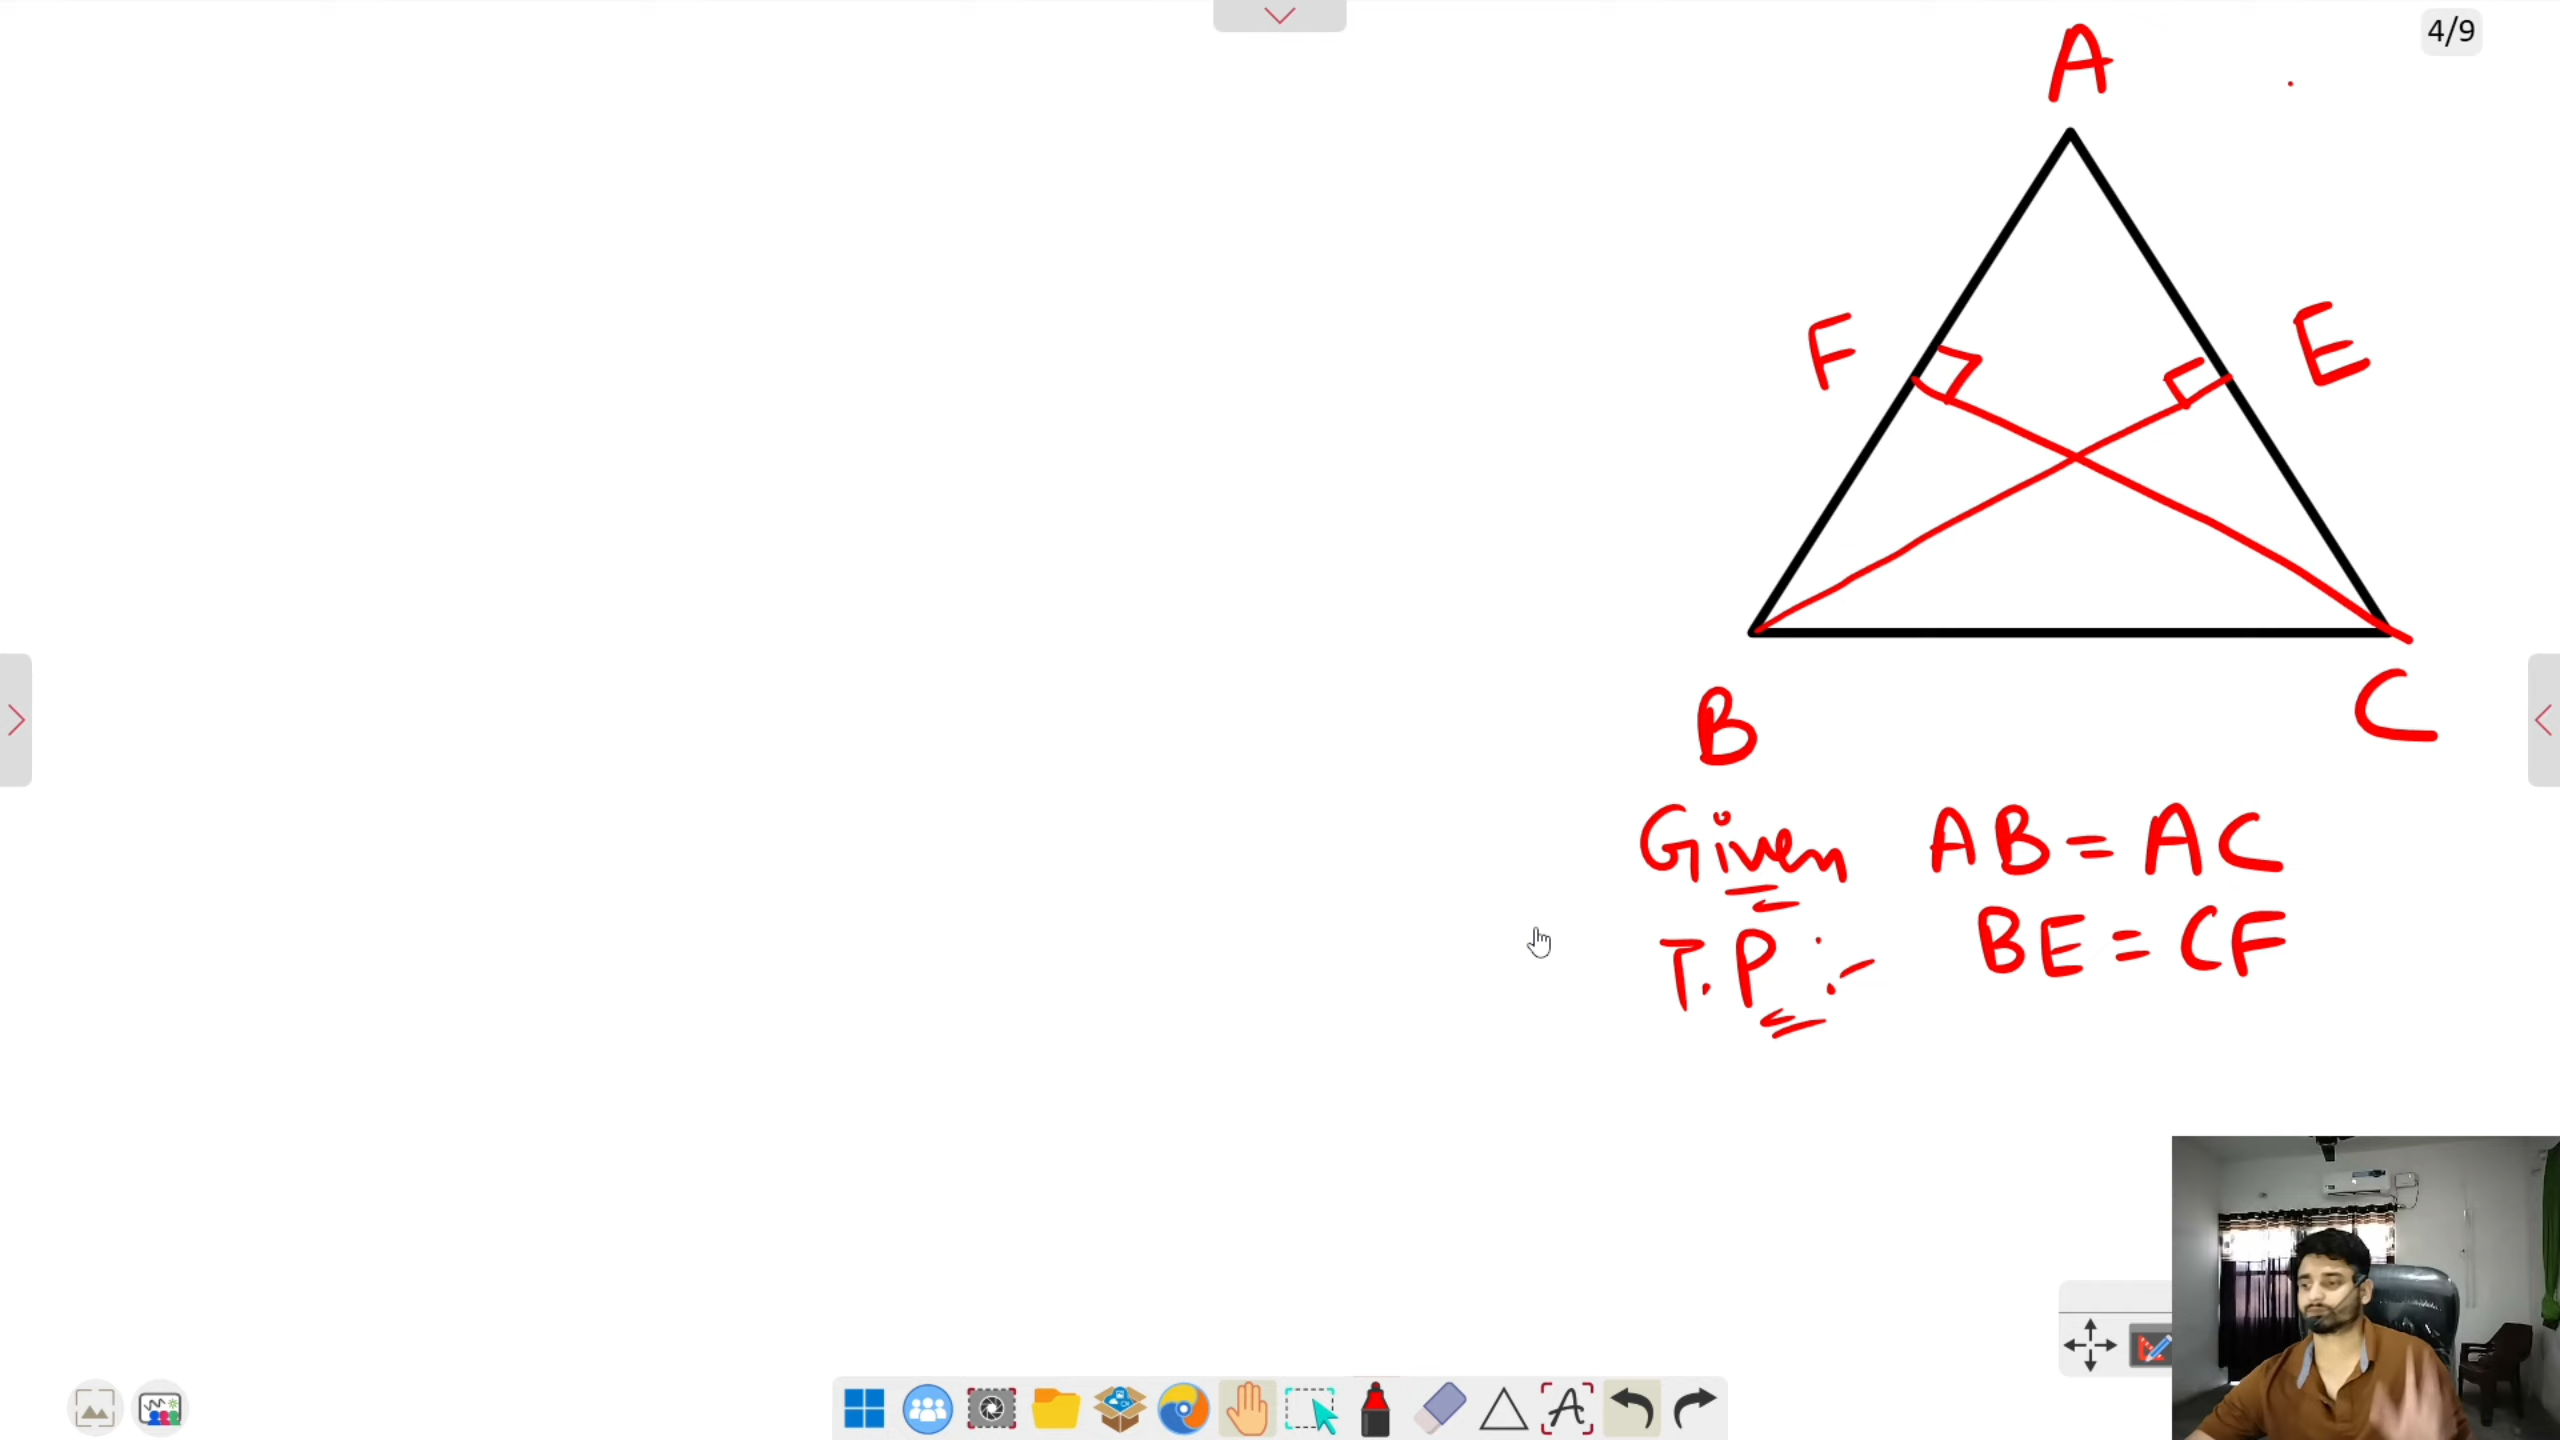 4/9
A
F
E
B
C
Given AB = AC
T.P :- BE = CF